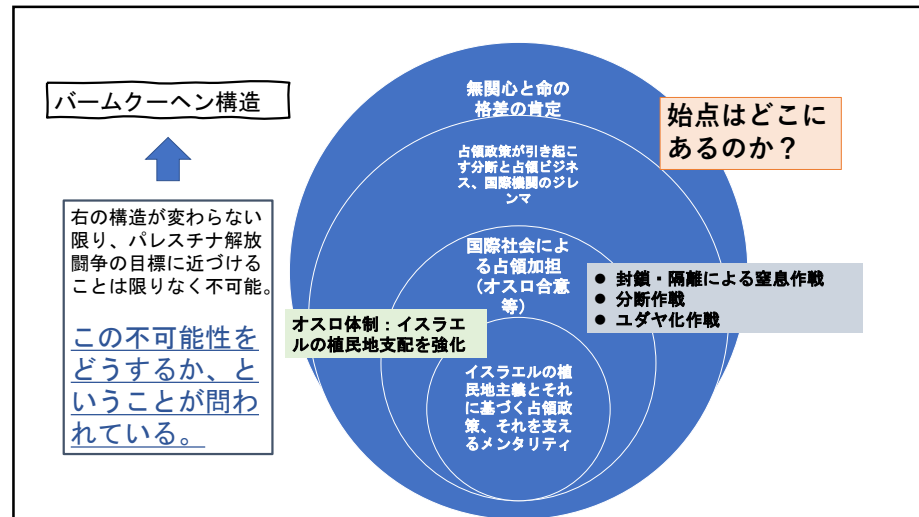 バームクーヘン構造
右の構造が変わらない
限り、パレスチナ解放
闘争の目標に近づける
ことは限りなく不可能。
この不可能性を
どうするか、と
いうことが問わ
れている。
無関心と命の
格差の肯定
占領政策が引き起こ
す分断と占領ビジネ
ス、国際機関のジレ
ンマ
国際社会によ
る占領加担
（オスロ合意
等）
イスラエルの植
民地主義とそれ
に基づく占領政
策、それを支え
るメンタリティ
オスロ体制：イスラエ
ルの植民地支配を強化
始点はどこに
あるのか？
● 封鎖・隔離による窒息作戦
● 分断作戦
● ユダヤ化作戦